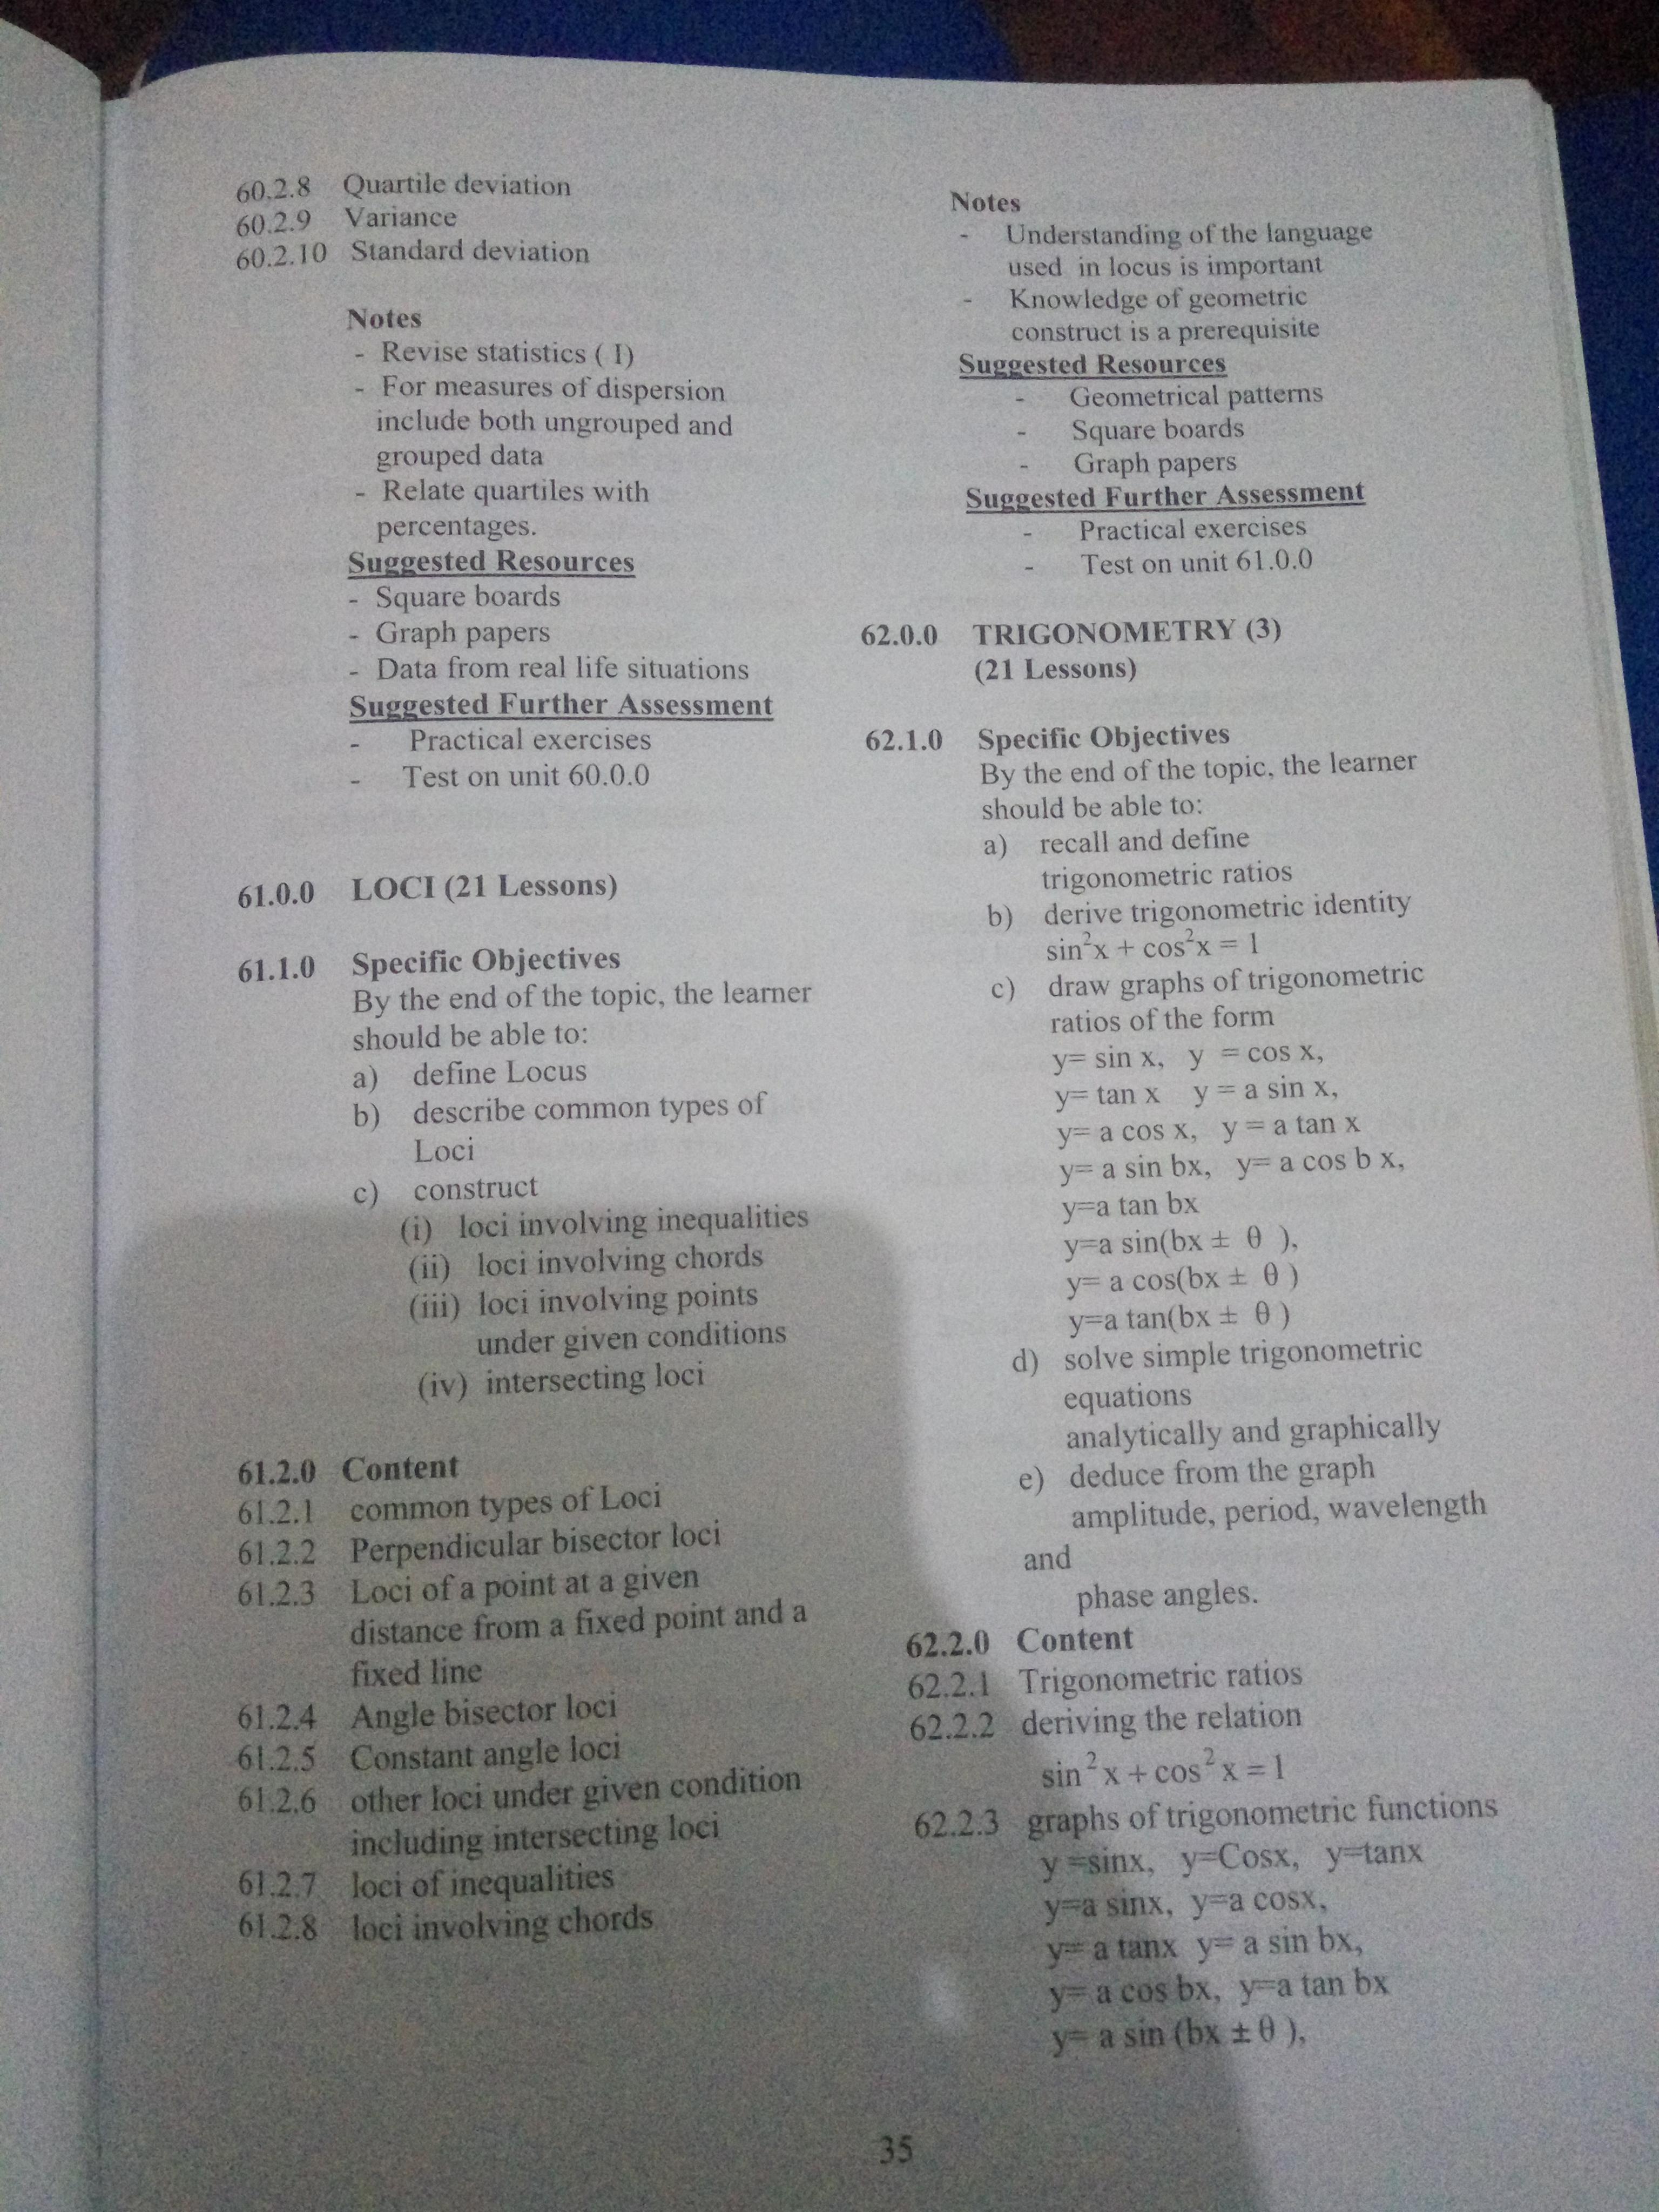 60.2.8 Quartile deviation
60.2.9 Variance
60.2.10 Standard deviation
Notes
- Revise statistics ( I)
- For measures of dispersion
include both ungrouped and
grouped data
- Relate quartiles with
percentages.
Suggested Resources
- Square boards
- Graph papers
- Data from real life situations
Suggested Further Assessment
- Practical exercises
- Test on unit 60.0.0
61.0.0 LOCI (21 Lessons)
61.1.0 Specific Objectives
By the end of the topic, the learner
should be able to:
a) define Locus
b) describe common types of
Loci
c) construct
(i) loci involving inequalities
(ii) loci involving chords
(iii) loci involving points
under given conditions
(iv) intersecting loci
61.2.0 Content
61.2.1 common types of Loci
61.2.2 Perpendicular bisector loci
61.2.3 Loci of a point at a given
distance from a fixed point and a
fixed line
61.2.4 Angle bisector loci
61.2.5 Constant angle loci
61.2.6 other loci under given condition
including intersecting loci
61.2.7 loci of inequalities
61.2.8 loci involving chords
Notes
- Understanding of the language
used in locus is important
- Knowledge of geometric
construct is a prerequisite
Suggested Resources
- Geometrical patterns
- Square boards
- Graph papers
Suggested Further Assessment
- Practical exercises
- Test on unit 61.0.0
62.0.0 TRIGONOMETRY (3)
(21 Lessons)
62.1.0 Specific Objectives
By the end of the topic, the learner
should be able to:
a) recall and define
trigonometric ratios
b) derive trigonometric identity
sin²x + cos²x = 1
c) draw graphs of trigonometric
ratios of the form
y= sin x, y = cos x,
y= tan x y = a sin x,
y= a cos x, y = a tan x
y= a sin bx, y= a cos b x,
y=a tan bx
y=a sin(bx ± θ ),
y= a cos(bx ± θ )
y=a tan(bx ± θ )
d) solve simple trigonometric
equations
analytically and graphically
e) deduce from the graph
amplitude, period, wavelength
and
phase angles.
62.2.0 Content
62.2.1 Trigonometric ratios
62.2.2 deriving the relation
sin² x + cos² x = 1
62.2.3 graphs of trigonometric functions
y =sinx, y=Cosx, y=tanx
y=a sinx, y=a cosx,
y= a tanx y= a sin bx,
y= a cos bx, y=a tan bx
y= a sin (bx ± θ ),
35